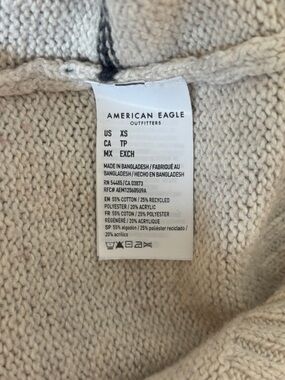 AMERICAN EAGLE
OUTFITTERS
US XS
CA TP
MX EXCH
MADE IN BANGLADESH / FABRIQUÉ AU
BANGLADESH / HECHO EN BANGLADESH
RN 54485 / CA 03873
EN 55% COTTON / 25% RECYCLED
POLYESTER / 20% ACRYLIC
FR 55% COTON / 25% POLYESTER
RÉGÉNÉRÉ / 20% ACRYLIQUE
SP 55% algodón / 25% poliéster reciclado /
20% acrílico